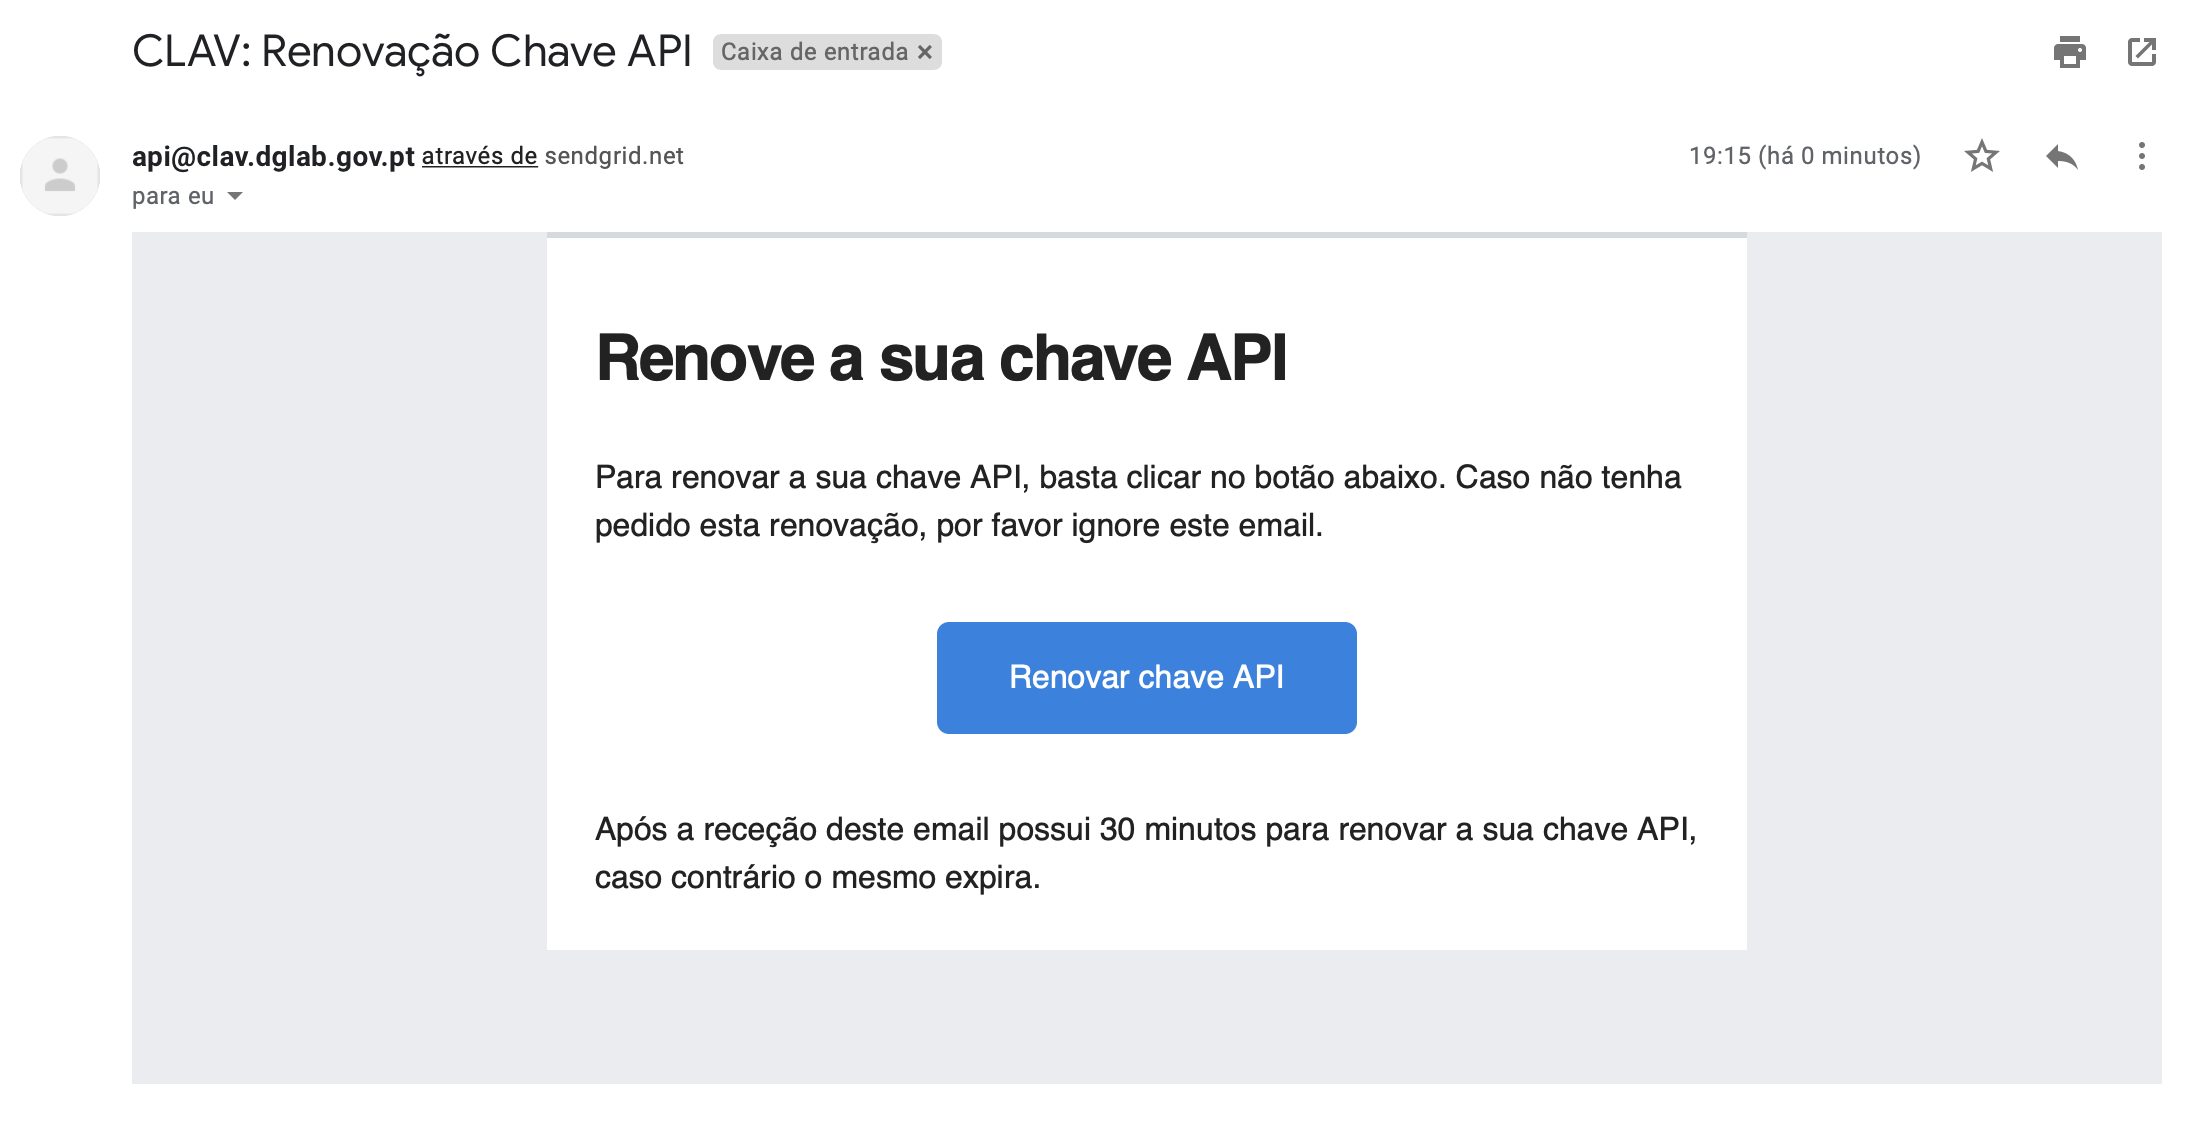 CLAV: Renovação Chave API Caixa de entrada ×
api@clav.dglab.gov.pt através de sendgrid.net 19:15 (há 0 minutos)
para eu
Renove a sua chave API
Para renovar a sua chave API, basta clicar no botão abaixo. Caso não tenha
pedido esta renovação, por favor ignore este email.
Renovar chave API
Após a receção deste email possui 30 minutos para renovar a sua chave API,
caso contrário o mesmo expira.